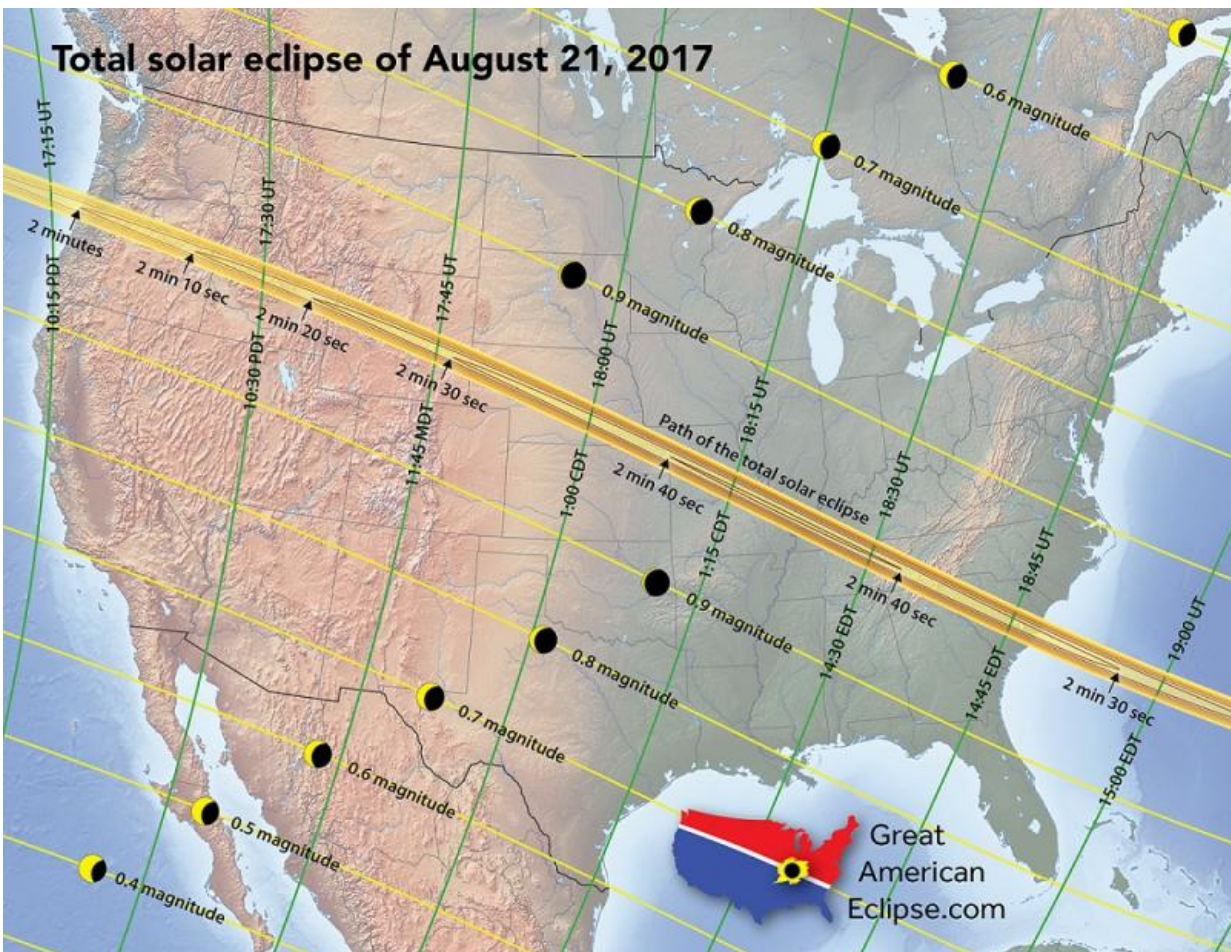 Total solar eclipse of August 21, 2017
17:15 UT
17:30 UT
17:45 UT
18:00 UT
18:15 UT
18:30 UT
18:45 UT
19:00 UT
0.6 magnitude
0.7 magnitude
0.8 magnitude
0.9 magnitude
2 minutes
2 min 10 sec
2 min 20 sec
2 min 30 sec
Path of the total solar eclipse
2 min 40 sec
2 min 40 sec
2 min 30 sec
10:15 PDT
10:30 PDT
11:45 MDT
1:00 CDT
1:15 CDT
14:30 EDT
14:45 EDT
15:00 EDT
0.9 magnitude
0.8 magnitude
0.7 magnitude
0.6 magnitude
0.5 magnitude
0.4 magnitude
Great
American
Eclipse.com